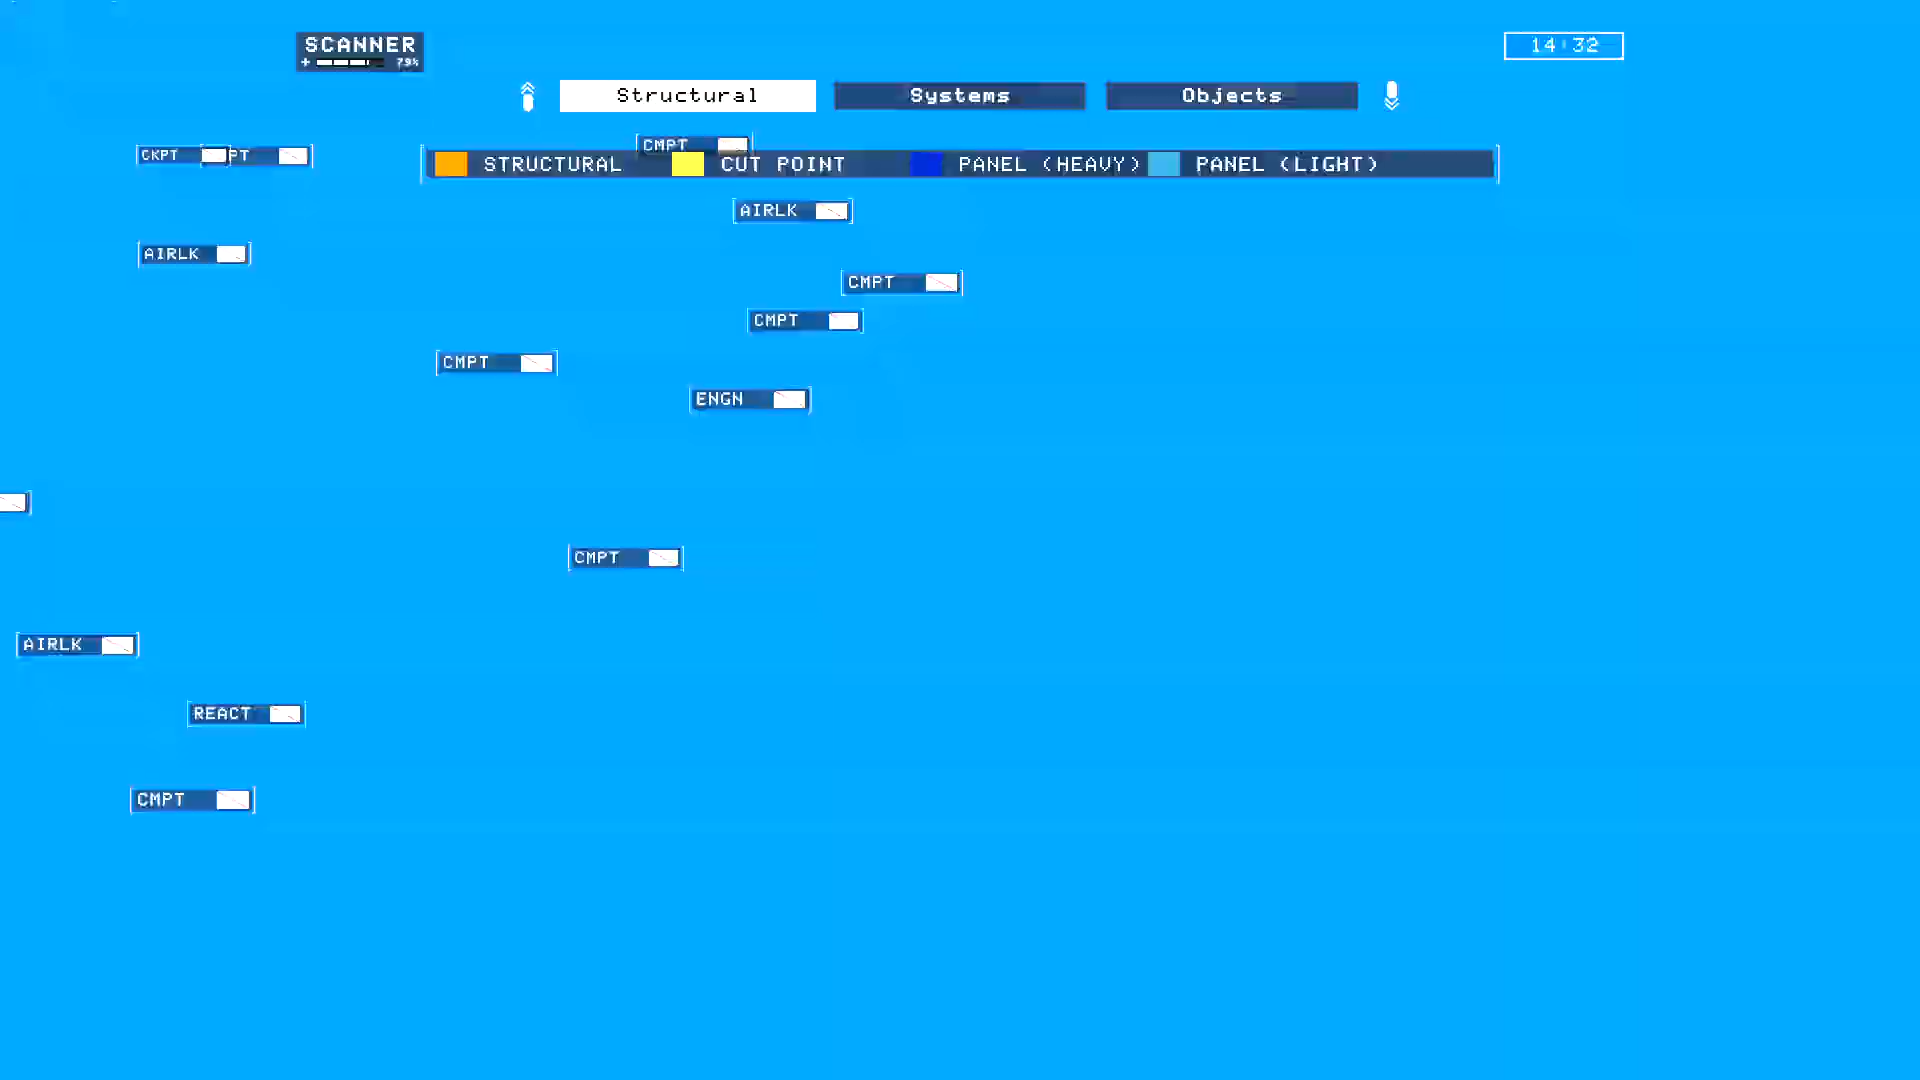 SCANNER
79%
14:32
Structural
Systems
Objects
CMPT
CKPT
PT
STRUCTURAL
CUT POINT
PANEL (HEAVY)
PANEL (LIGHT)
AIRLK
AIRLK
CMPT
CMPT
CMPT
ENGN
CMPT
AIRLK
REACT
CMPT